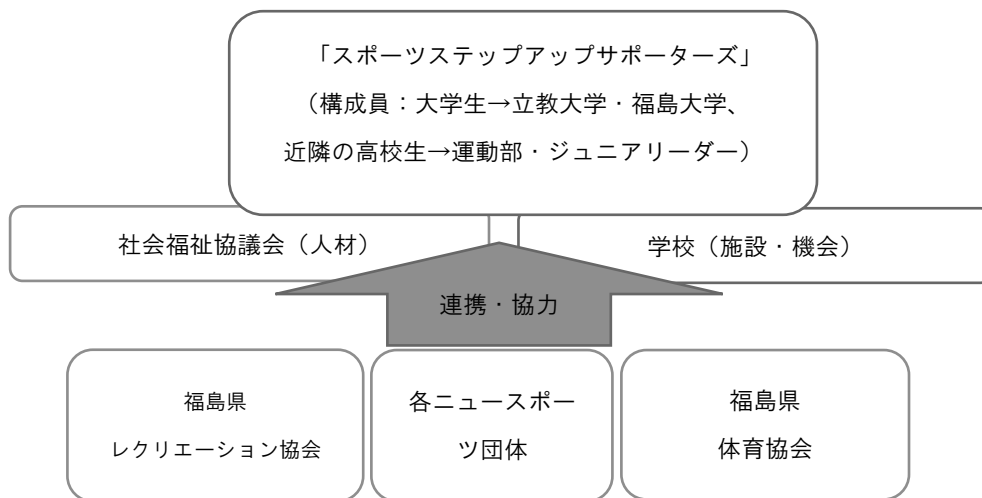 「スポーツステップアップサポーターズ」
（構成員：大学生→立教大学・福島大学、
近隣の高校生→運動部・ジュニアリーダー）
社会福祉協議会（人材）
学校（施設・機会）
連携・協力
福島県
レクリエーション協会
各ニュースポー
ツ団体
福島県
体育協会